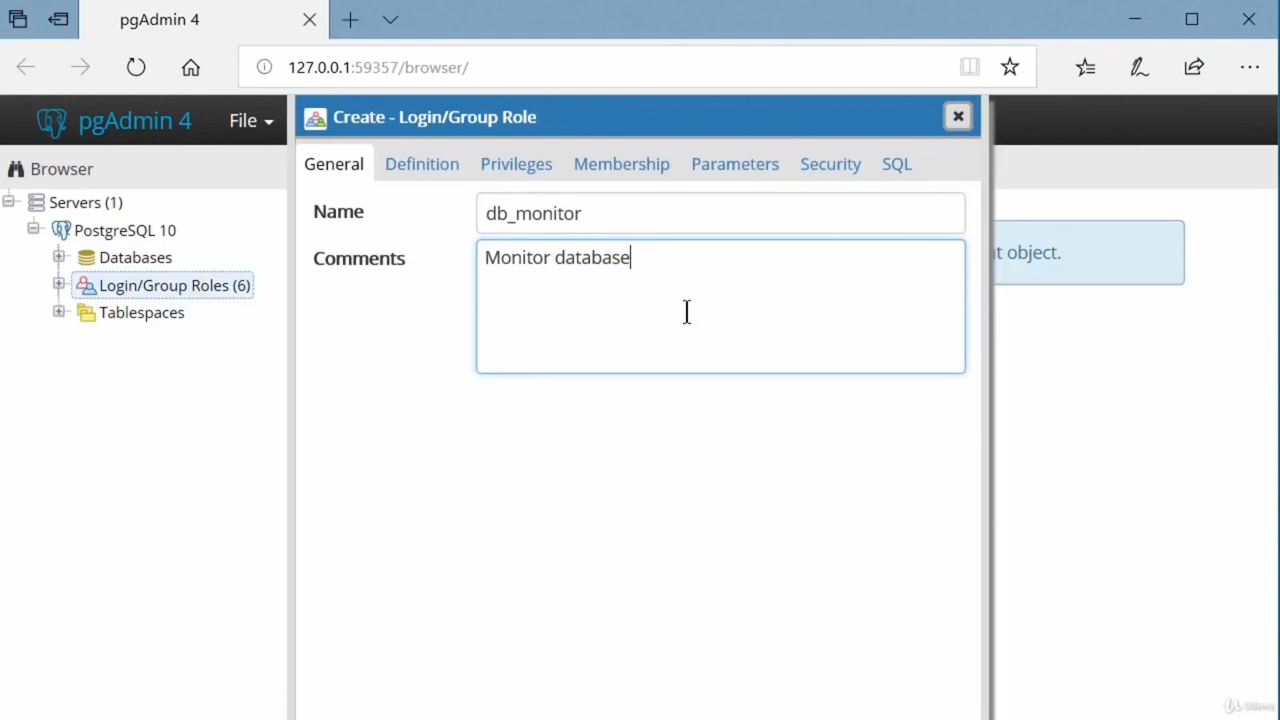 pgAdmin 4
127.0.0.1:59357/browser/
pgAdmin 4
File
Create - Login/Group Role
Browser
General
Definition
Privileges
Membership
Parameters
Security
SQL
Servers (1)
PostgreSQL 10
Databases
Login/Group Roles (6)
Tablespaces
Name
db_monitor
Comments
Monitor database
t object.
Udemy